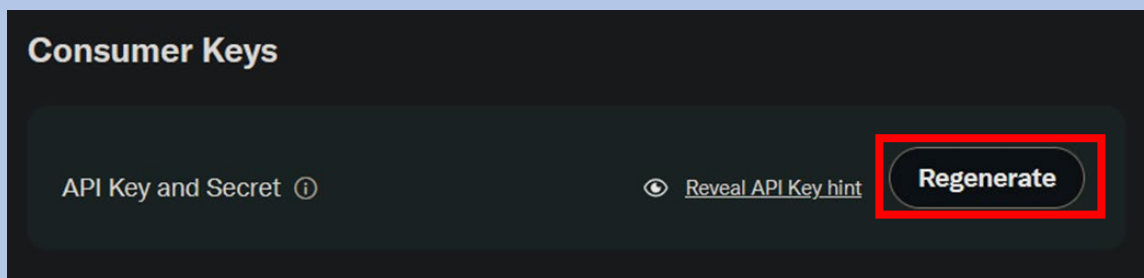 Consumer Keys
API Key and Secret
Reveal API Key hint
Regenerate